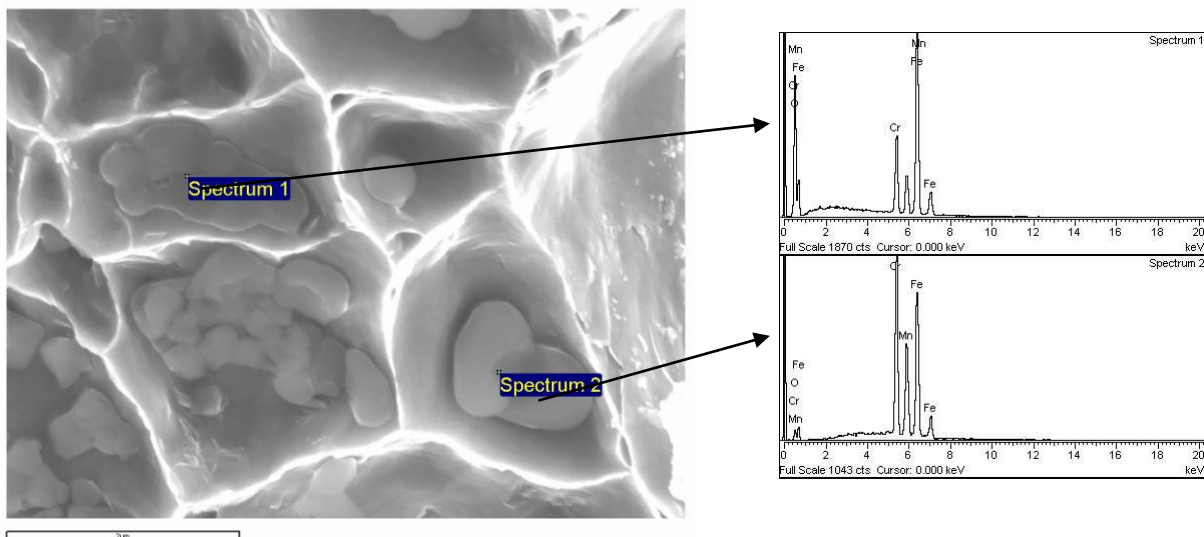 Spectrum 1
Spectrum 2
2µm
Spectrum 1
Mn
Fe
Cr
O
Mn
Fe
Cr
Fe
0 2 4 6 8 10 12 14 16 18 20
Full Scale 1870 cts Cursor: 0.000 keV
keV
Spectrum 2
Cr
Fe
Mn
Fe
Fe
O
Cr
Mn
0 2 4 6 8 10 12 14 16 18 20
Full Scale 1043 cts Cursor: 0.000 keV
keV